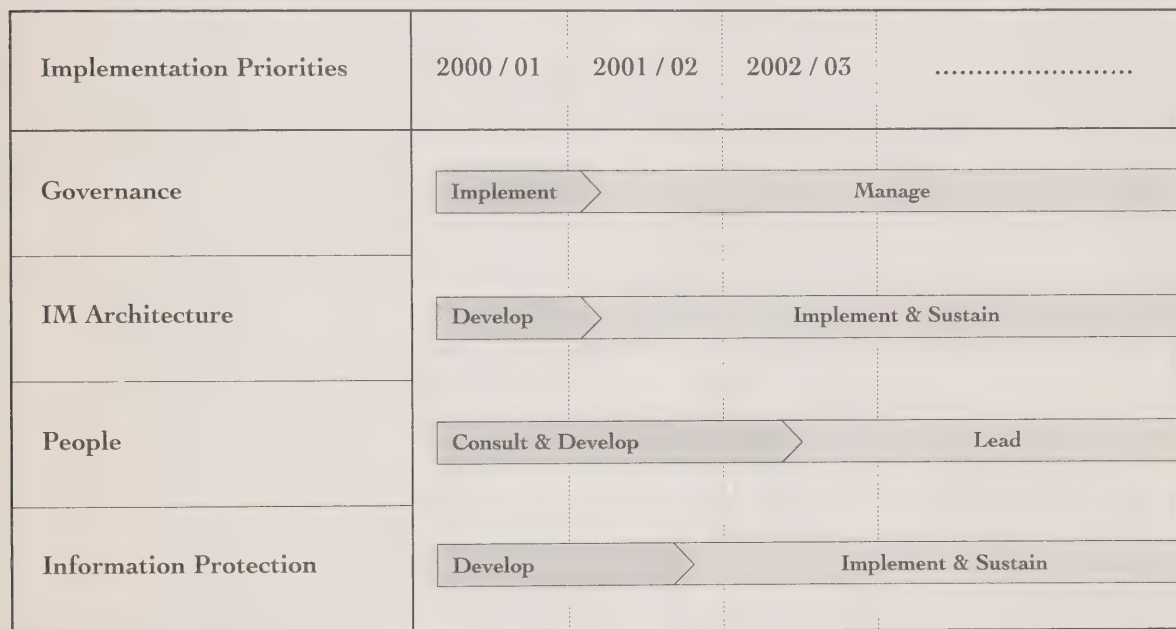 Implementation Priorities 2000 / 01 2001 / 02 2002 / 03 ........................
Governance Implement Manage
IM Architecture Develop Implement & Sustain
People Consult & Develop Lead
Information Protection Develop Implement & Sustain